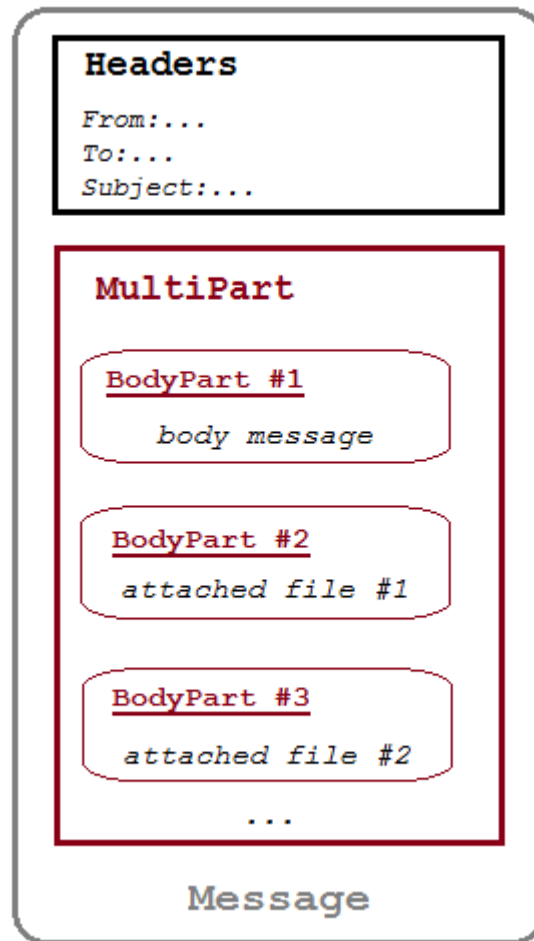 Headers
From:...
To:...
Subject:...
MultiPart
BodyPart #1
body message
BodyPart #2
attached file #1
BodyPart #3
attached file #2
...
Message